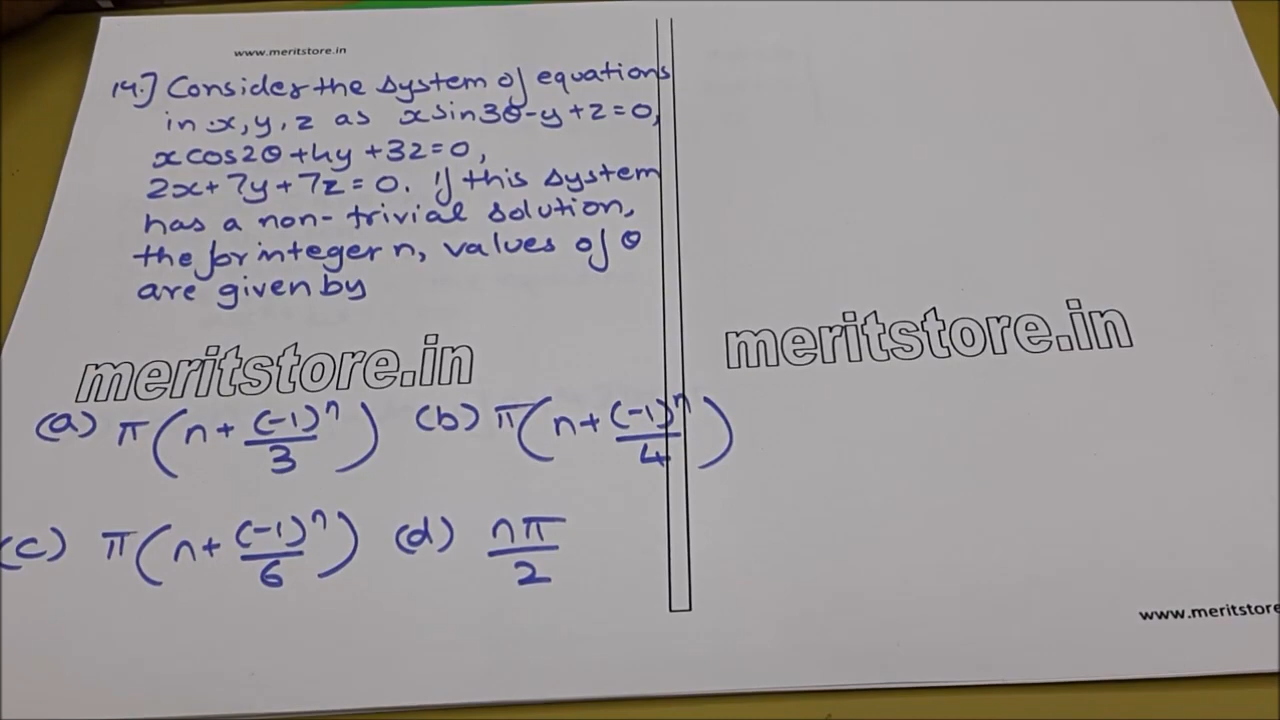 www.meritstore.in
14.] Consider the system of equations
in x, y, z as x sin3θ - y + z = 0,
x cos2θ + 4y + 3z = 0,
2x + 7y + 7z = 0. if this system
has a non-trivial solution,
the for integer n, values of θ
are given by
meritstore.in
meritstore.in
(a) π(n + (-1)ⁿ/3) (b) π(n + (-1)ⁿ/4)
(c) π(n + (-1)ⁿ/6) (d) nπ/2
www.meritstore